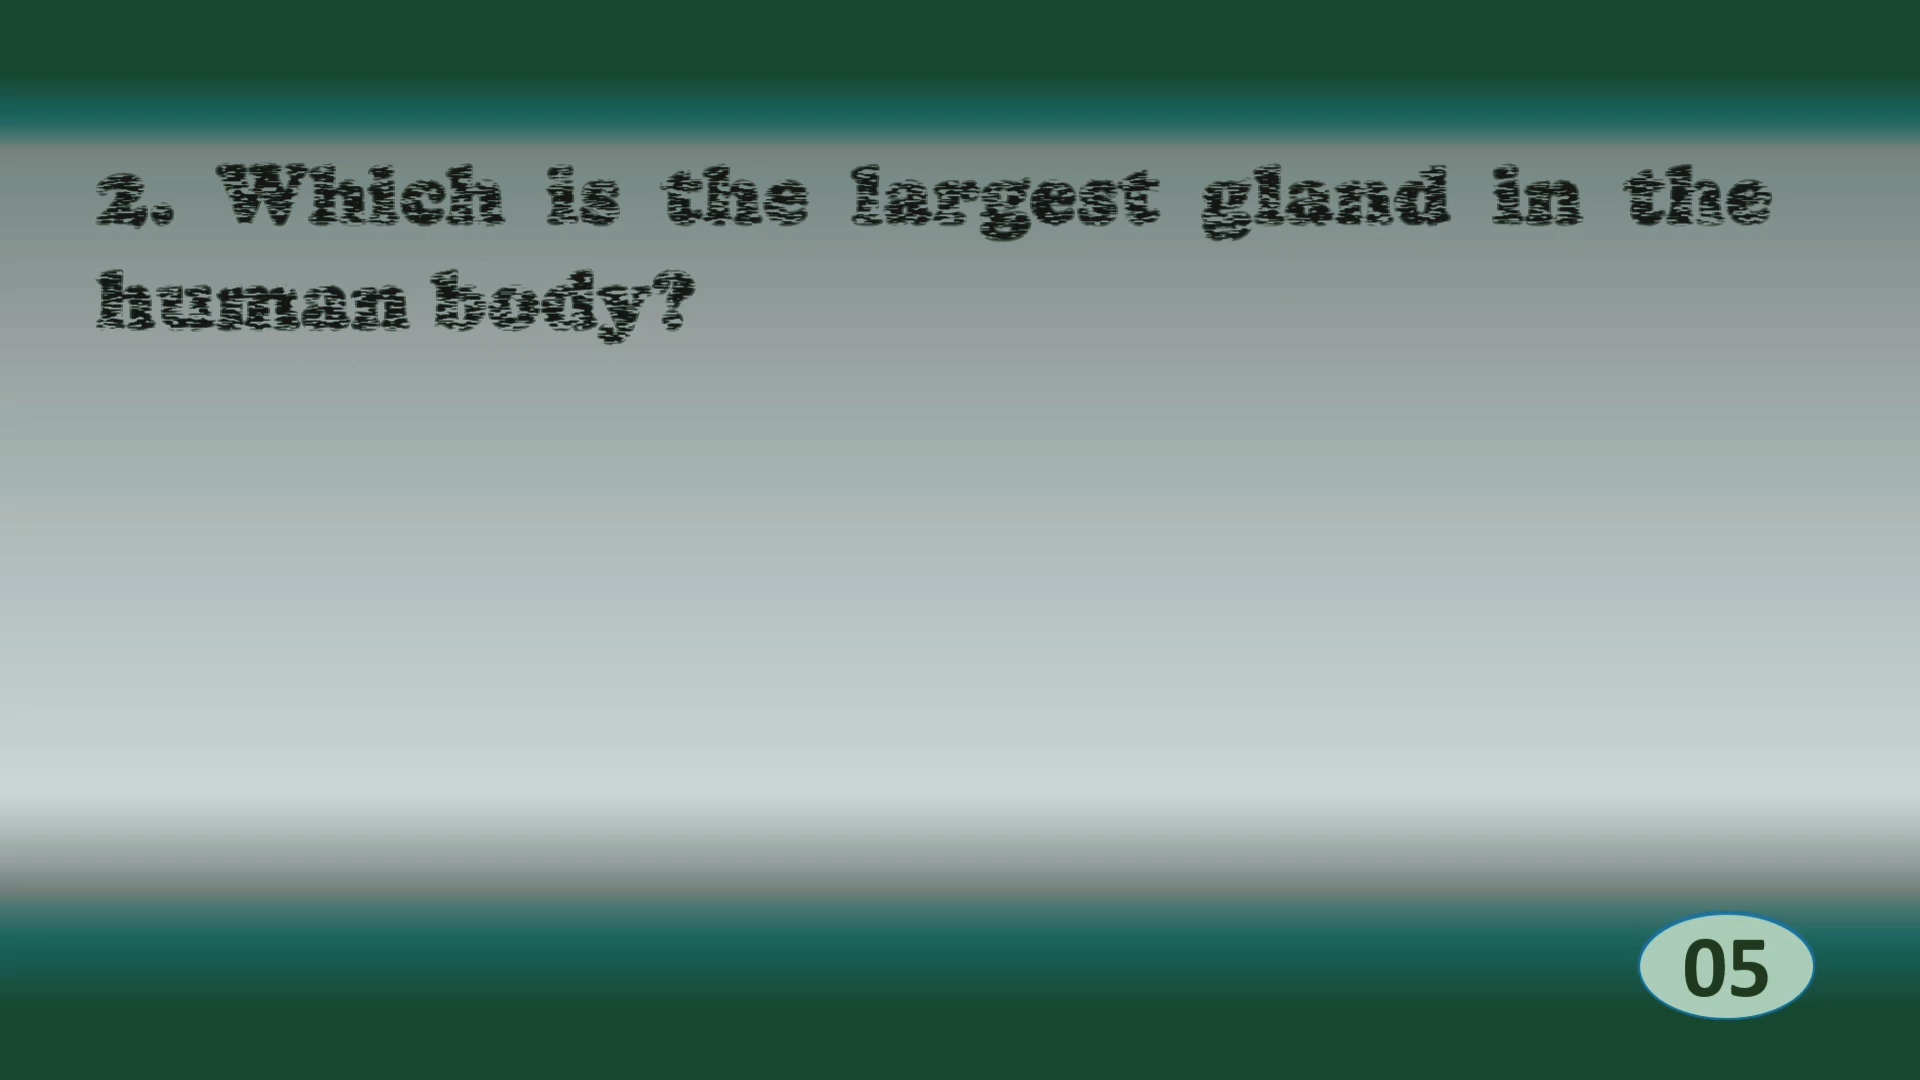 2. Which is the largest gland in the
human body?
05